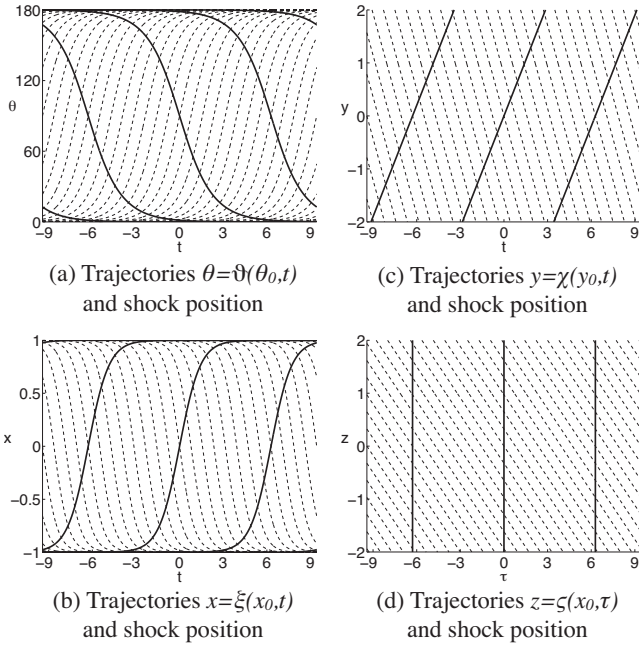 180
120
θ
60
0
−9 −6 −3 0 3 6 9
t
(a) Trajectories θ=ϑ(θ0,t)
and shock position
2
1
y
0
−1
−2
−9 −6 −3 0 3 6 9
t
(c) Trajectories y=χ(y0,t)
and shock position
1
0.5
x
0
−0.5
−1
−9 −6 −3 0 3 6 9
t
(b) Trajectories x=ξ(x0,t)
and shock position
2
1
z
0
−1
−2
−9 −6 −3 0 3 6 9
τ
(d) Trajectories z=ς(x0,τ)
and shock position